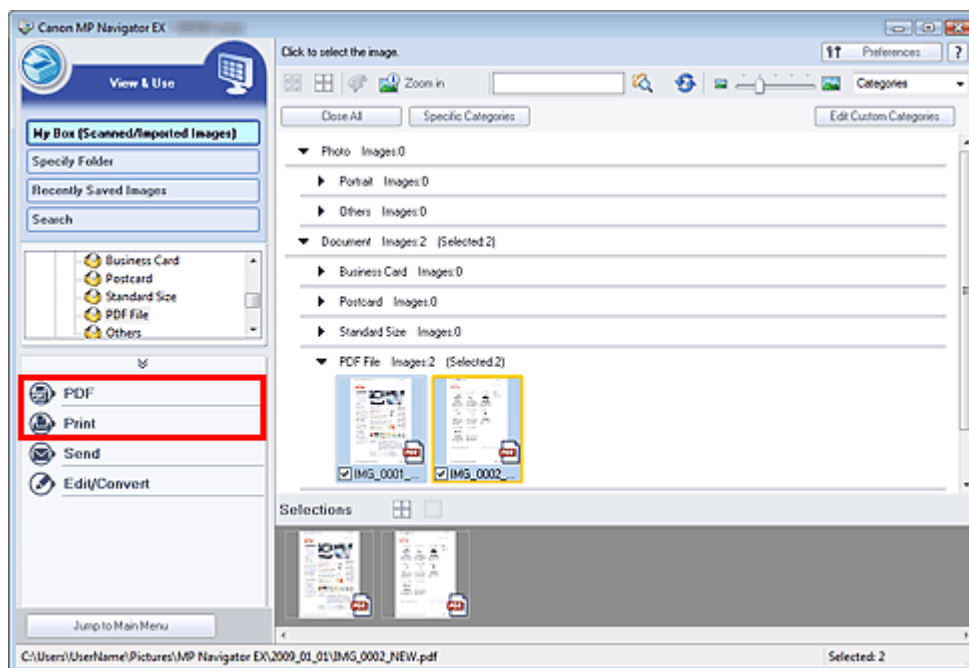 Canon MP Navigator EX
View & Use
My Box (Scanned/Imported Images)
Specify Folder
Recently Saved Images
Search
Business Card
Postcard
Standard Size
PDF File
Others
PDF
Print
Send
Edit/Convert
Jump to Main Menu
Click to select the image.
Preferences
?
Zoom in
Categories
Close All
Specific Categories
Edit Custom Categories
Photo Images:0
Portrait Images:0
Others Images:0
Document Images:2 (Selected:2)
Business Card Images:0
Postcard Images:0
Standard Size Images:0
PDF File Images:2 (Selected:2)
IMG_0001_...
IMG_0002_...
Selections
C:\Users\UserName\Pictures\MP Navigator EX\2009_01_01\IMG_0002_NEW.pdf
Selected: 2